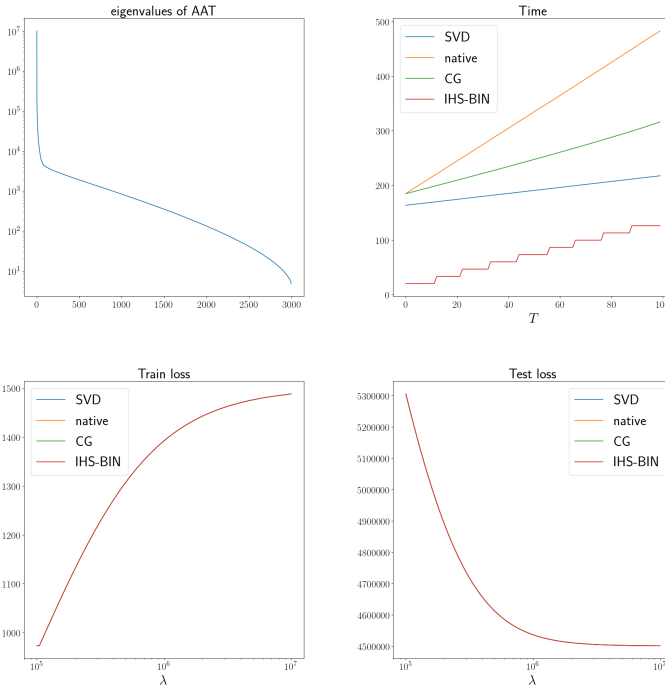 eigenvalues of AAT
10^7
10^6
10^5
10^4
10^3
10^2
10^1
0 500 1000 1500 2000 2500 3000
Time
500
400
300
200
100
0
SVD
native
CG
IHS-BIN
0 20 40 60 80
T
Train loss
1500
1400
1300
1200
1100
1000
SVD
native
CG
IHS-BIN
10^5 10^6 10^7
λ
Test loss
5300000
5200000
5100000
5000000
4900000
4800000
4700000
4600000
4500000
SVD
native
CG
IHS-BIN
10^5 10^6
λ